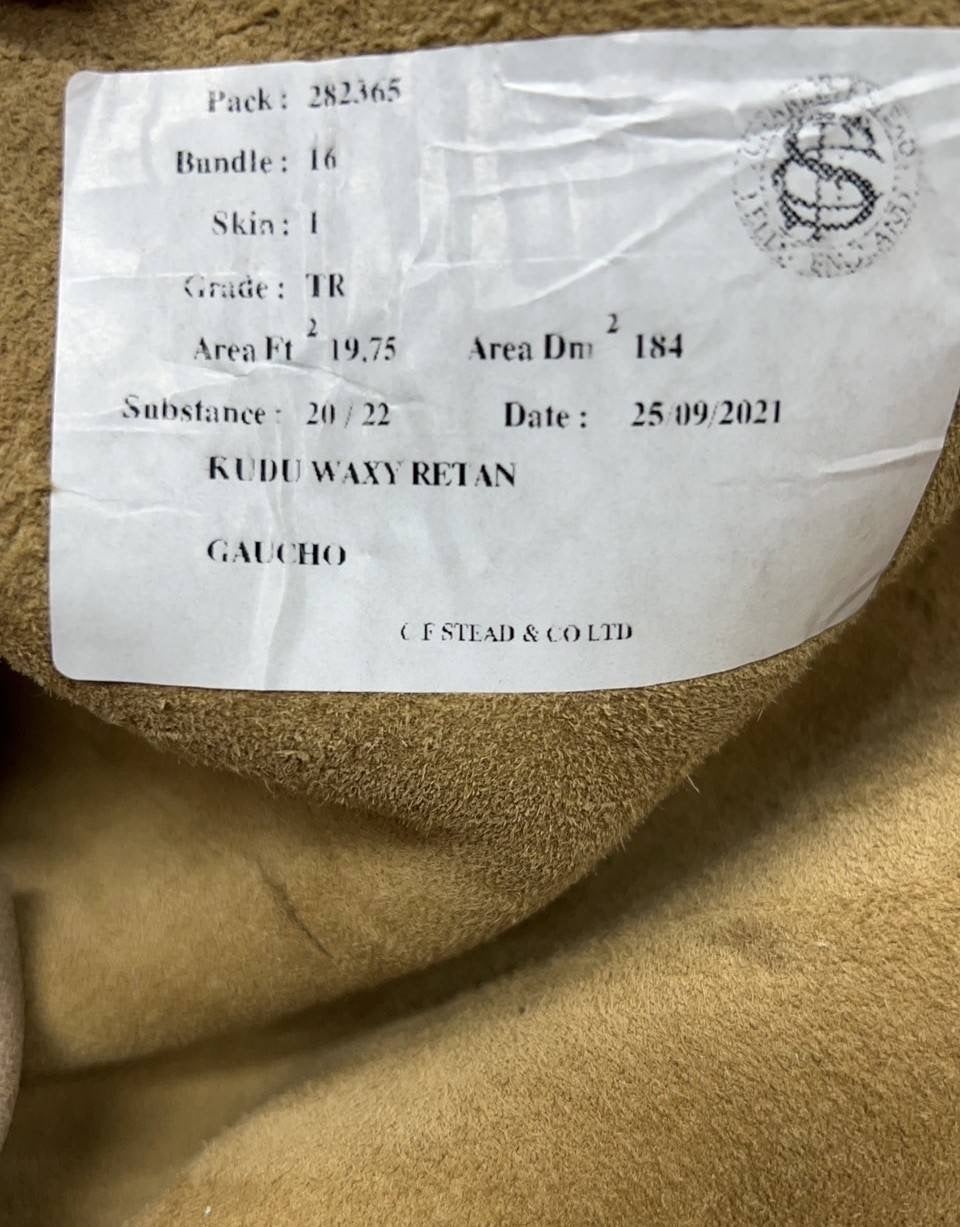 Pack : 282365
Bundle : 16
Skin : 1
Grade : TR
Area Ft 2 19.75 Area Dm 2 184
Substance : 20 / 22 Date : 25/09/2021
KUDU WAXY RETAN
GAUCHO
C F STEAD & CO LTD